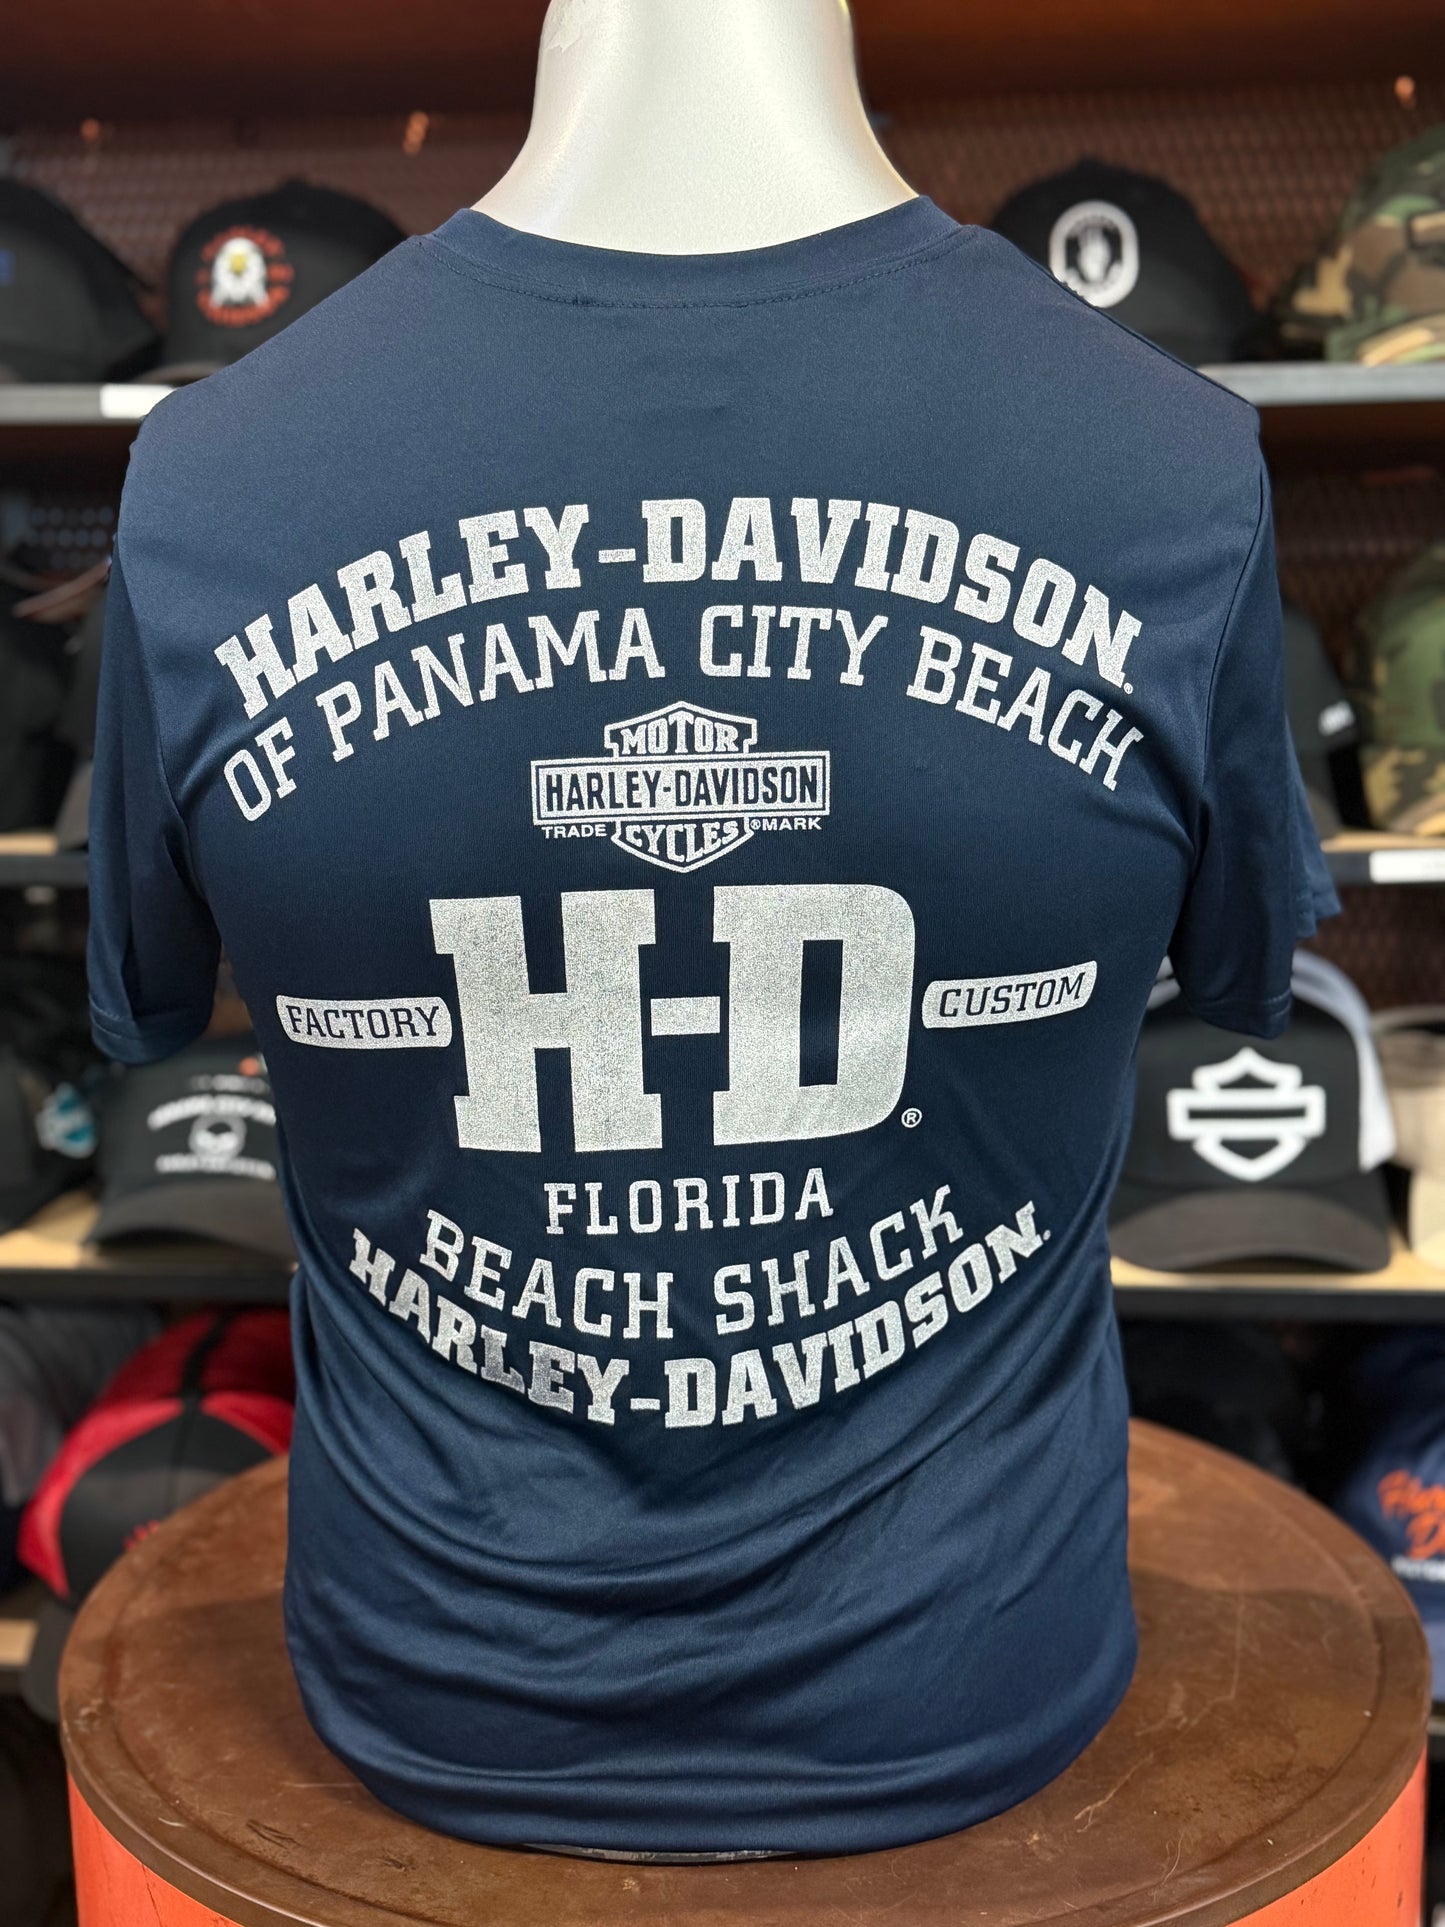 HARLEY-DAVIDSON®
OF PANAMA CITY BEACH
MOTOR
HARLEY-DAVIDSON
TRADE ®MARK
CYCLES
H-D®
FACTORY
CUSTOM
FLORIDA
BEACH SHACK
HARLEY-DAVIDSON®